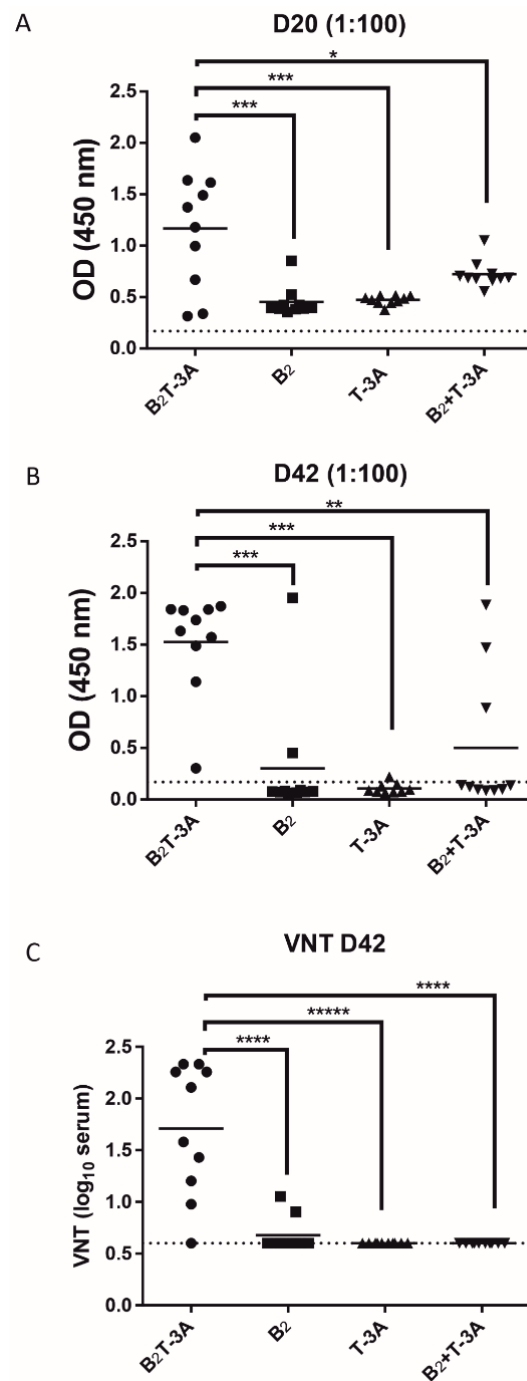 A
D20 (1:100)
*
***
***
OD (450 nm)
2.5
2.0
1.5
1.0
0.5
0.0
B₂T-3A
B₂
T-3A
B₂+T-3A
B
D42 (1:100)
**
***
***
OD (450 nm)
2.5
2.0
1.5
1.0
0.5
0.0
B₂T-3A
B₂
T-3A
B₂+T-3A
C
VNT D42
****
*****
****
VNT (log₁₀ serum)
2.5
2.0
1.5
1.0
0.5
0.0
B₂T-3A
B₂
T-3A
B₂+T-3A